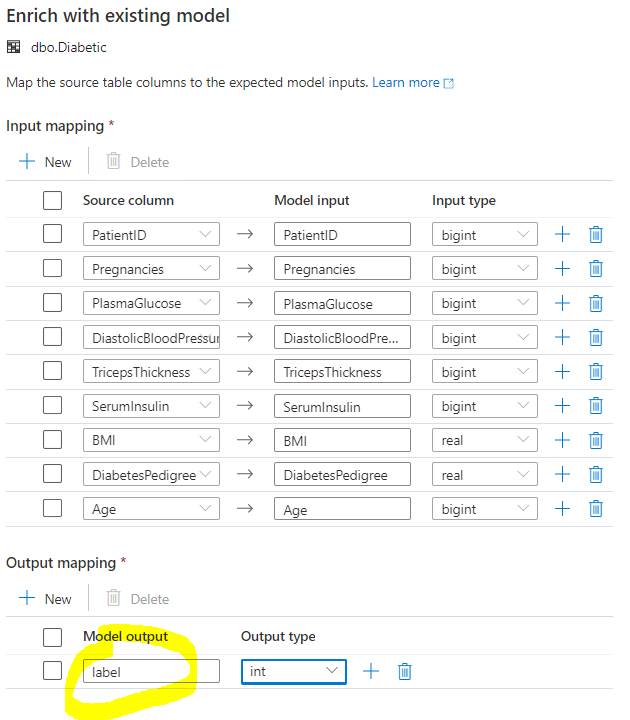 Enrich with existing model
dbo.Diabetic
Map the source table columns to the expected model inputs. Learn more
Input mapping *
New Delete
Source column Model input Input type
PatientID PatientID bigint
Pregnancies Pregnancies bigint
PlasmaGlucose PlasmaGlucose bigint
DiastolicBloodPressur DiastolicBloodPre... bigint
TricepsThickness TricepsThickness bigint
SerumInsulin SerumInsulin bigint
BMI BMI real
DiabetesPedigree DiabetesPedigree real
Age Age bigint
Output mapping *
New Delete
Model output Output type
label int